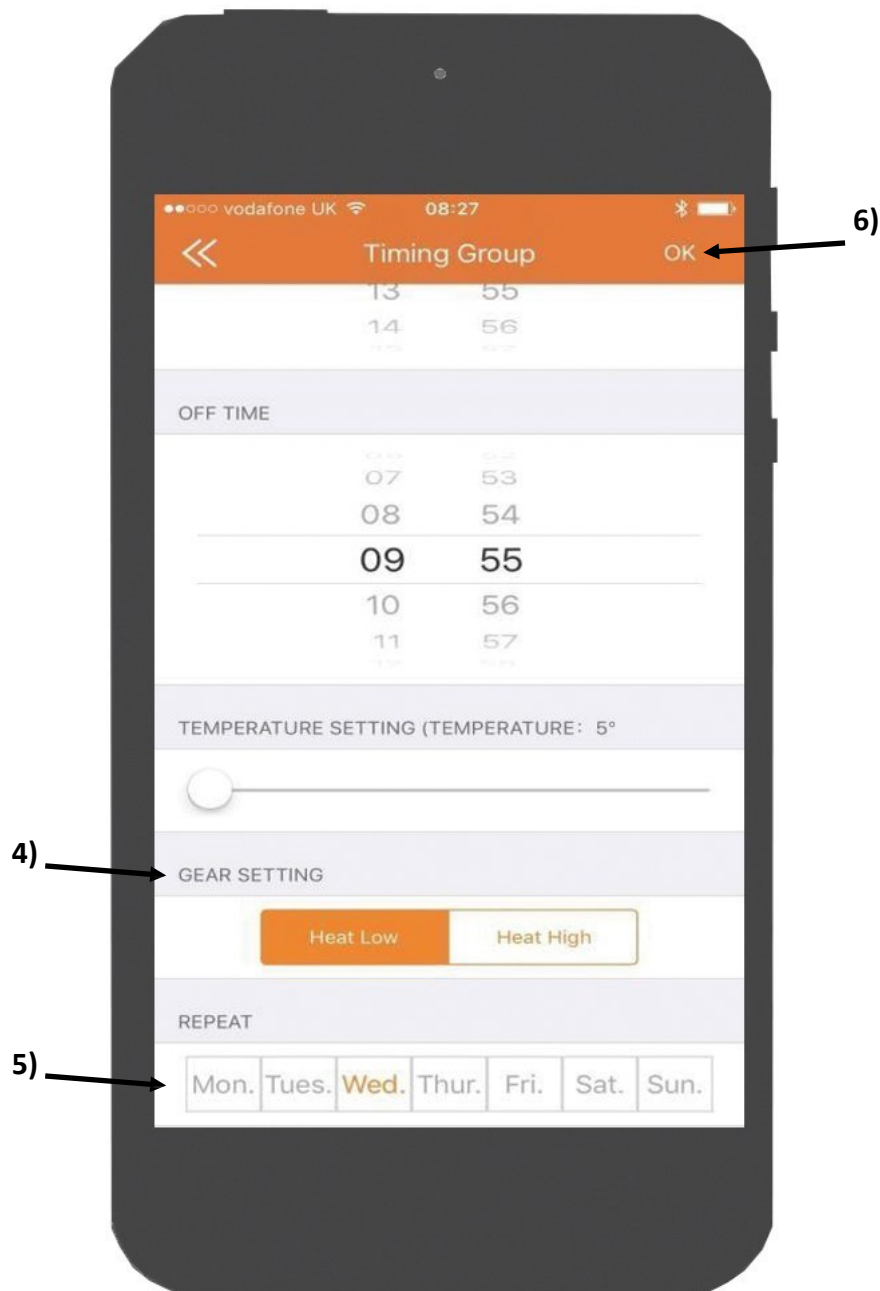 vodafone UK 08:27
Timing Group OK
6)
13 55
14 56
OFF TIME
07 53
08 54
09 55
10 56
11 57
TEMPERATURE SETTING (TEMPERATURE: 5°
4)
GEAR SETTING
Heat Low Heat High
REPEAT
5)
Mon. Tues. Wed. Thur. Fri. Sat. Sun.